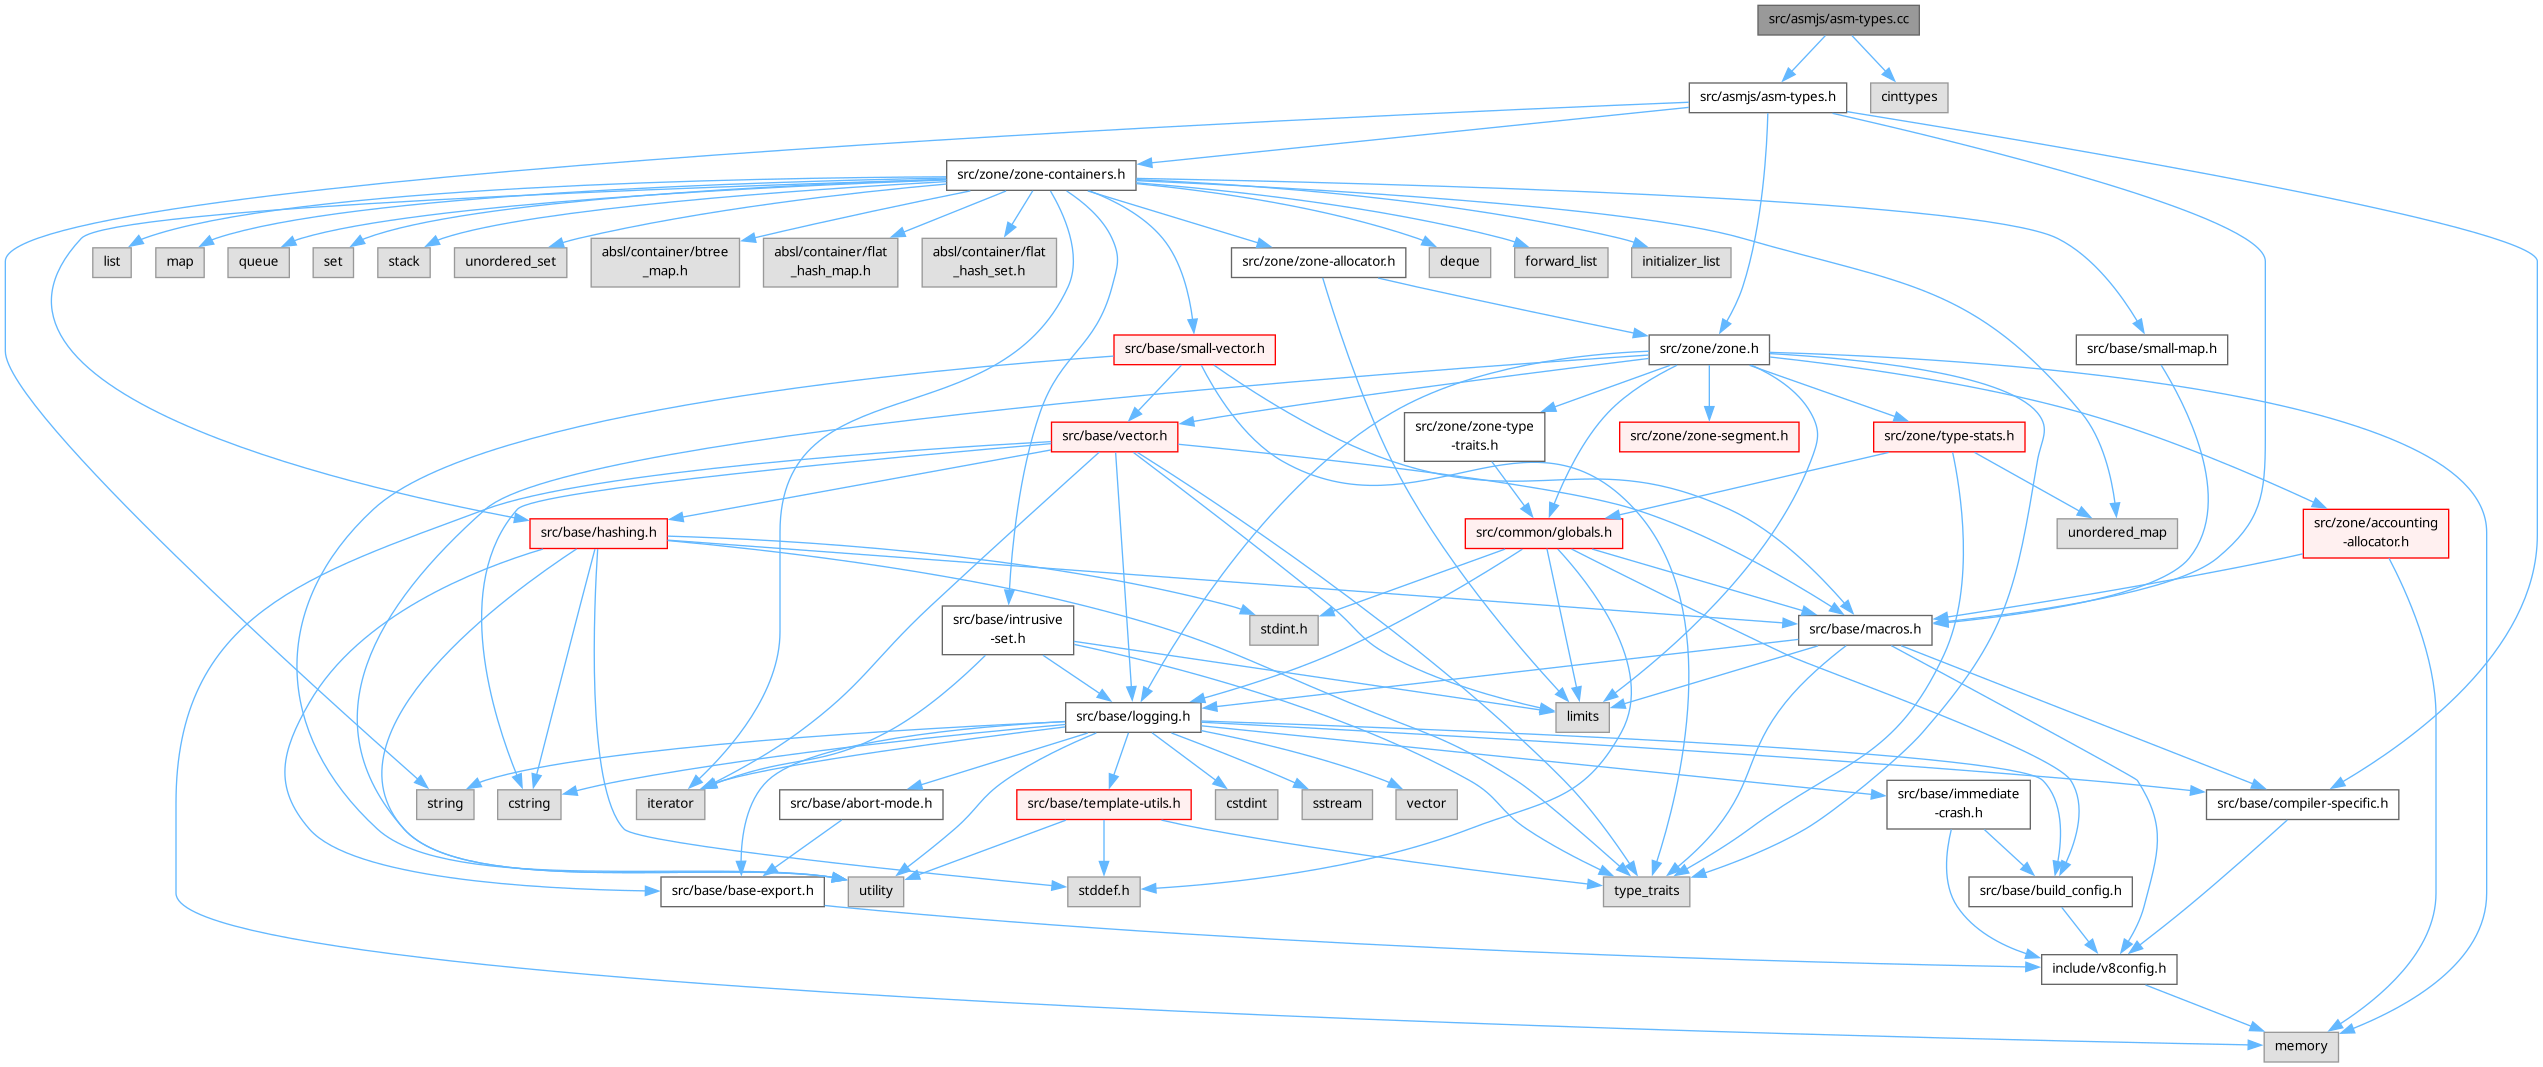 src/asmjs/asm-types.cc
src/asmjs/asm-types.h
cinttypes
src/zone/zone-containers.h
list
map
queue
set
stack
unordered_set
absl/container/btree
_map.h
absl/container/flat
_hash_map.h
absl/container/flat
_hash_set.h
src/zone/zone-allocator.h
deque
forward_list
initializer_list
src/base/small-vector.h
src/zone/zone.h
src/base/small-map.h
src/base/vector.h
src/zone/zone-type
-traits.h
src/zone/zone-segment.h
src/zone/type-stats.h
src/base/hashing.h
src/common/globals.h
unordered_map
src/zone/accounting
-allocator.h
src/base/intrusive
-set.h
stdint.h
src/base/macros.h
src/base/logging.h
limits
string
cstring
iterator
src/base/abort-mode.h
src/base/template-utils.h
cstdint
sstream
vector
src/base/immediate
-crash.h
src/base/compiler-specific.h
src/base/base-export.h
utility
stddef.h
type_traits
src/base/build_config.h
include/v8config.h
memory